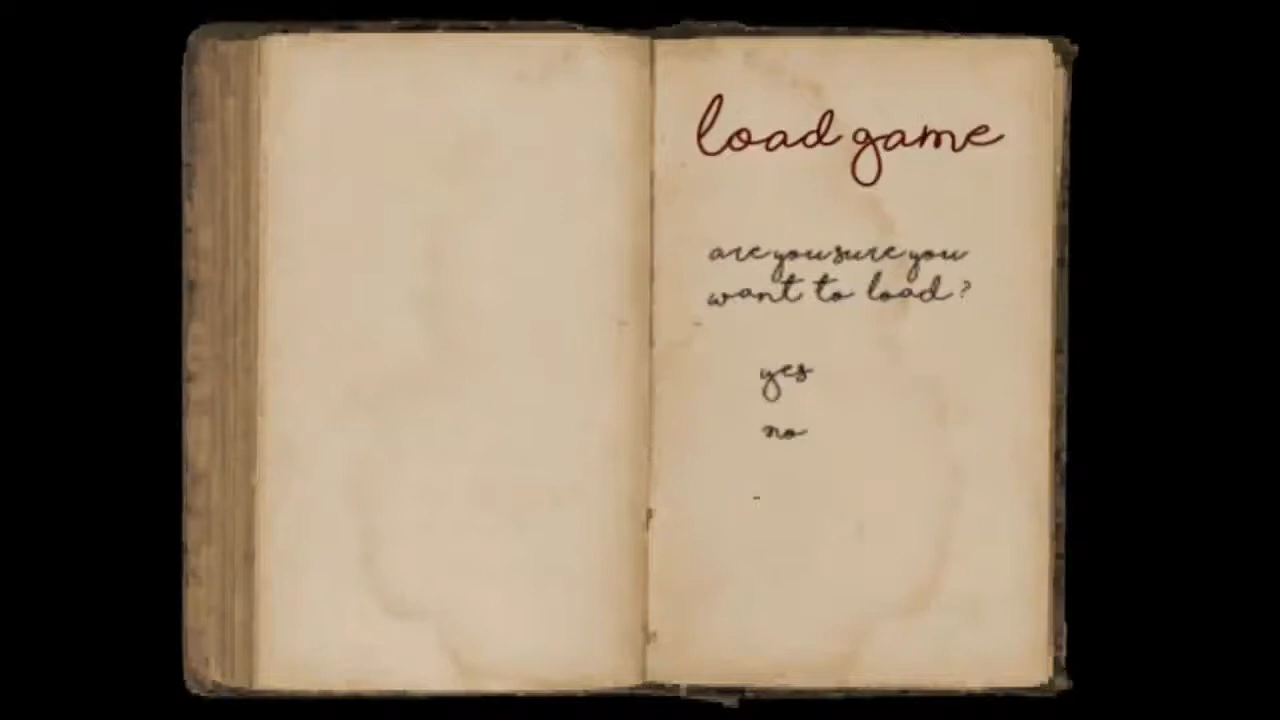 load game
are you sure you
want to load?
yes
no